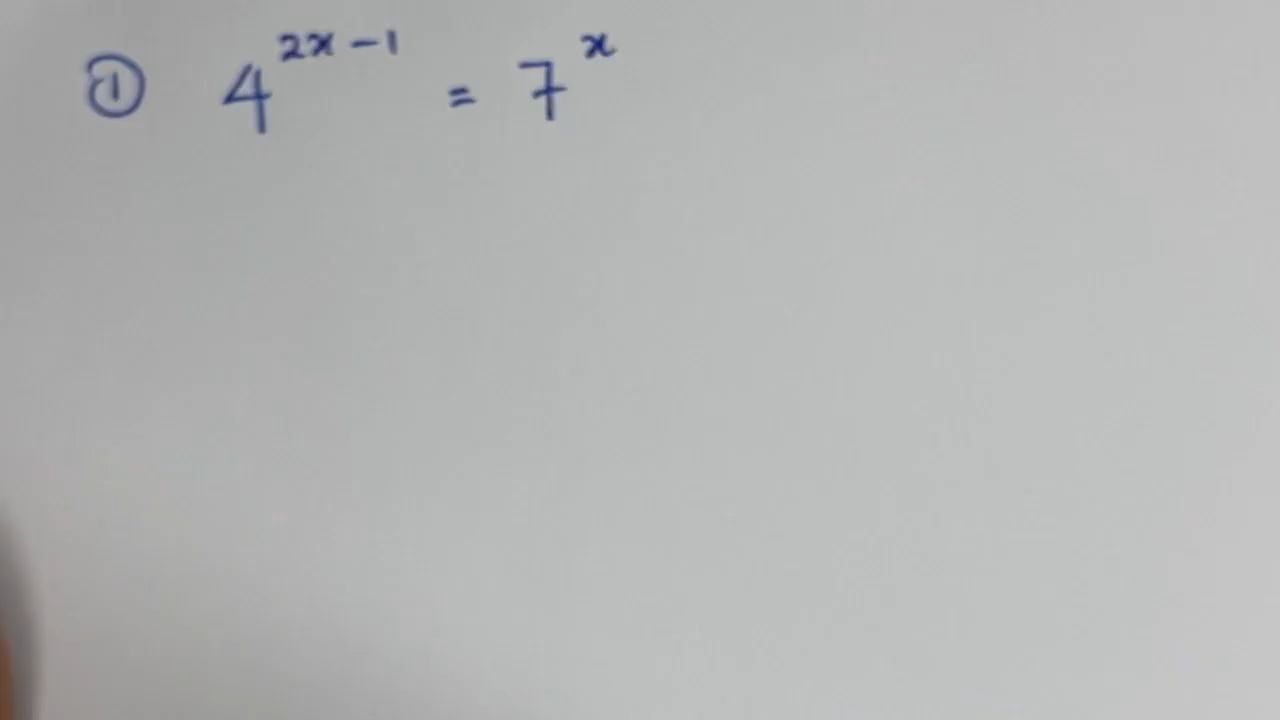 ① 4^{2x-1} = 7^x